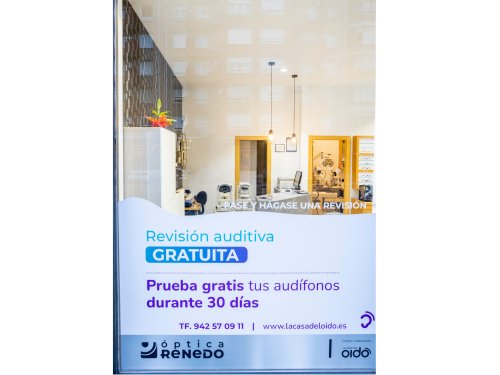 PASE Y HÁGASE UNA REVISIÓN
Revisión auditiva
GRATUITA
Prueba gratis tus audífonos
durante 30 días
TF. 942 57 09 11 | www.lacasadeloido.es
óptica
RENEDO
oído